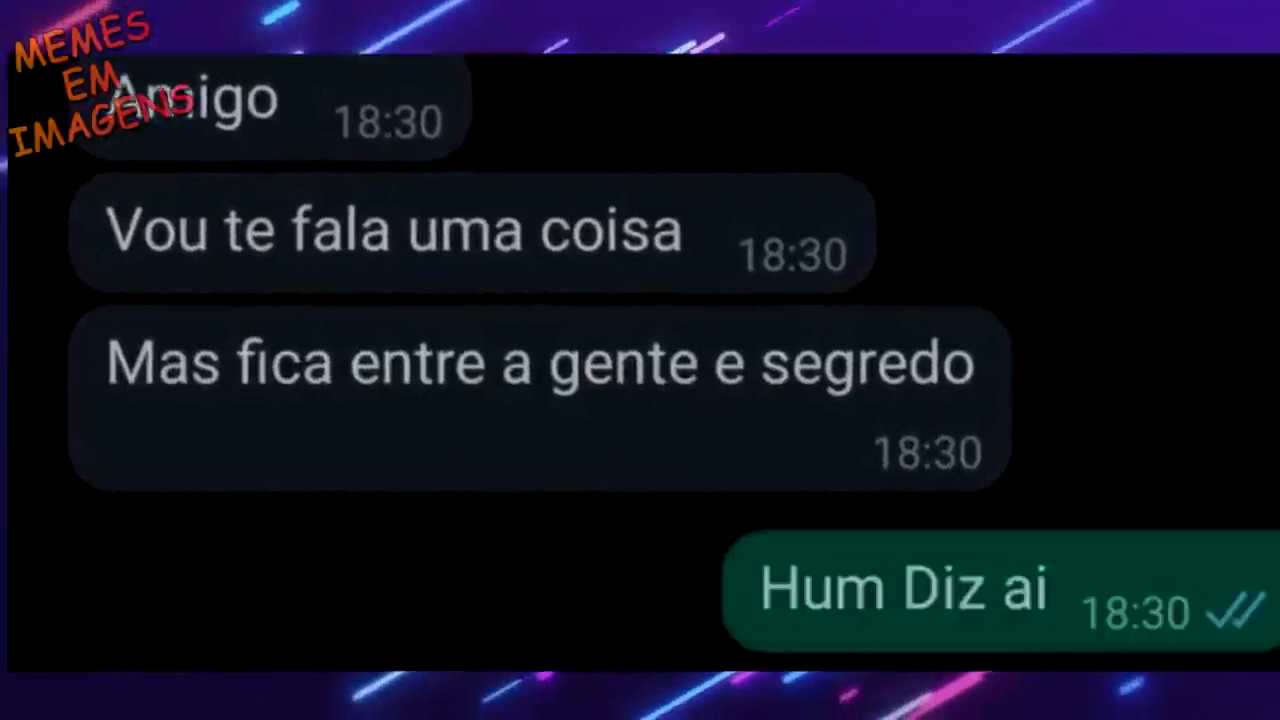 MEMES
EM
IMAGENS
Amigo
18:30
Vou te fala uma coisa
18:30
Mas fica entre a gente e segredo
18:30
Hum Diz ai
18:30